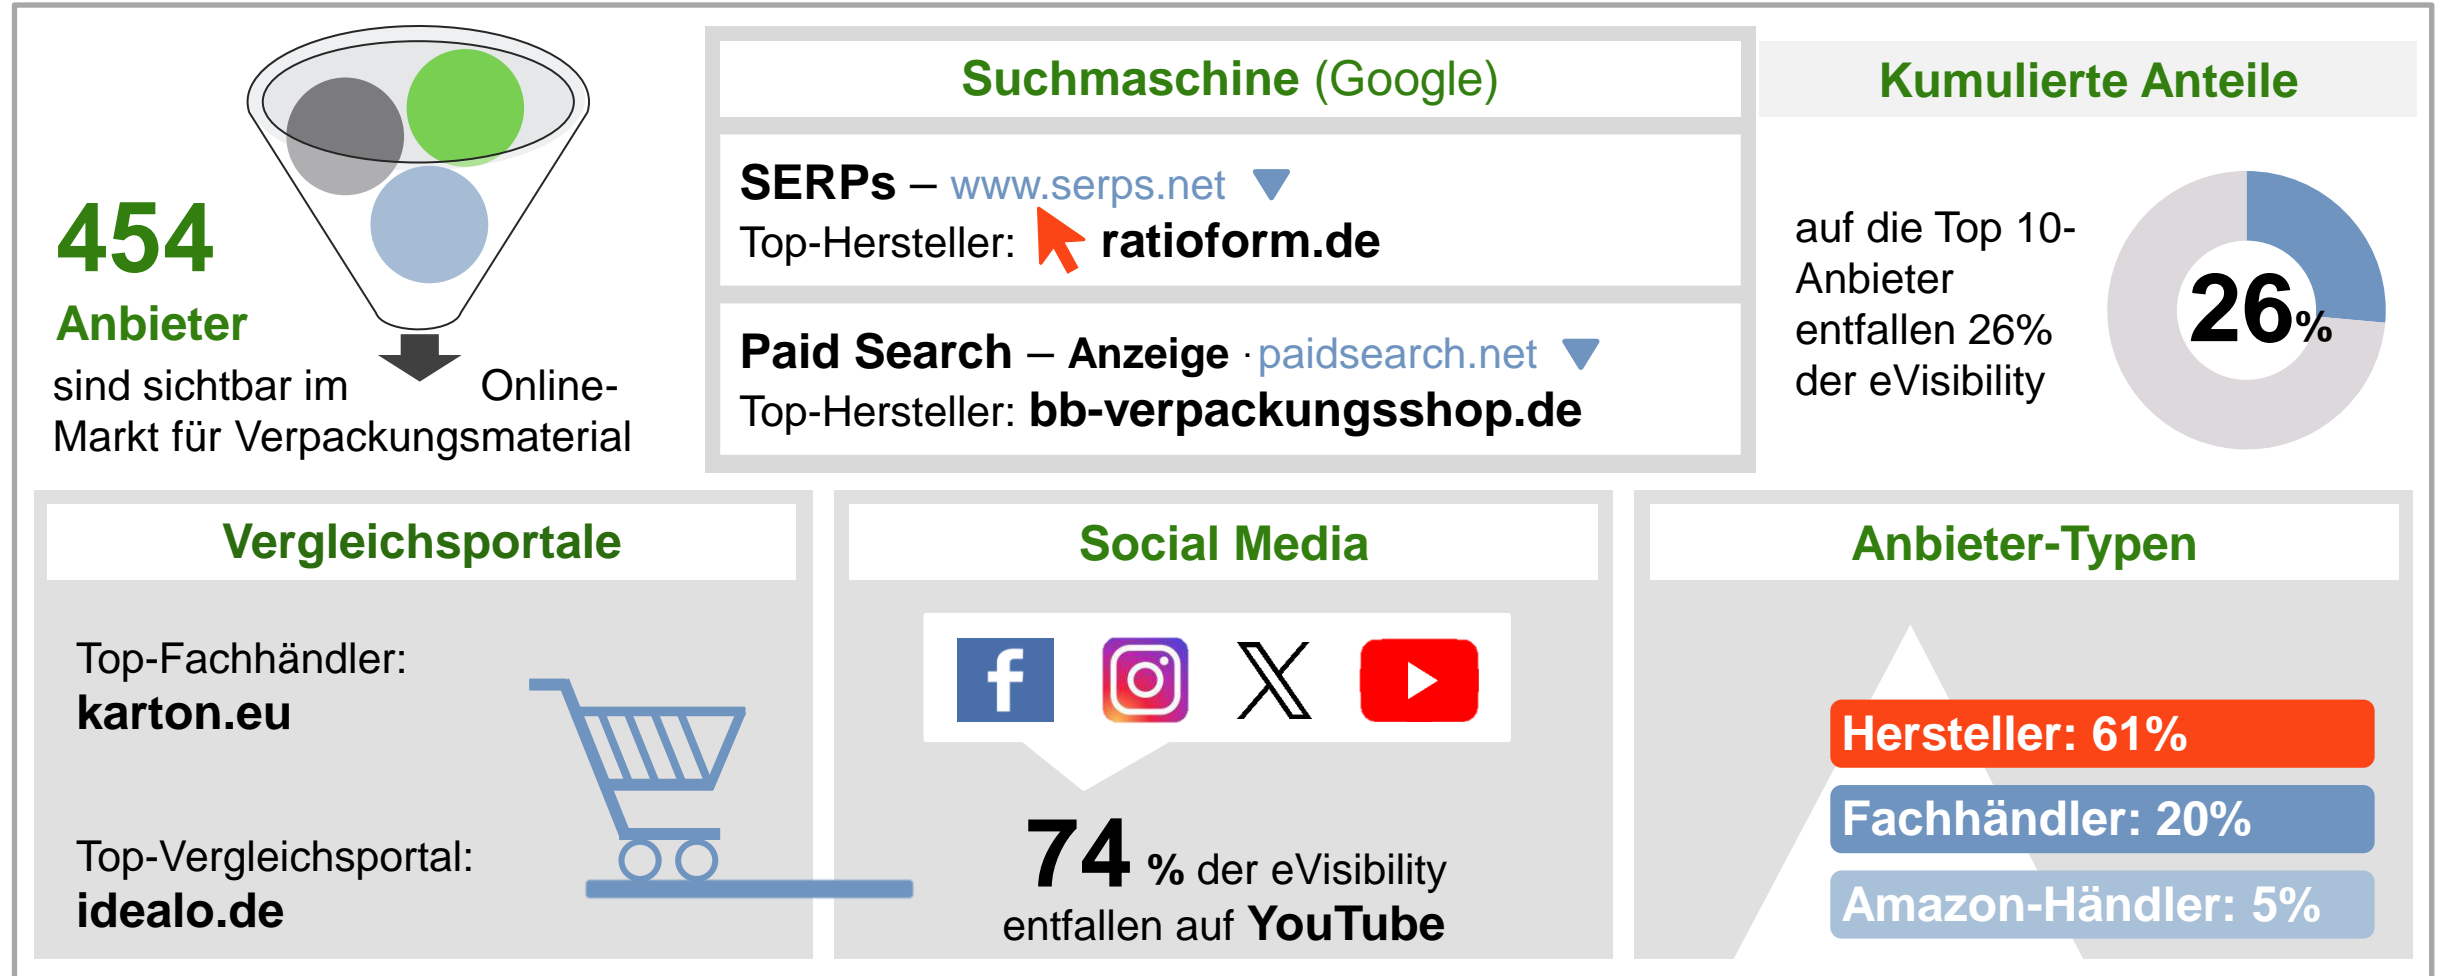 454
Anbieter
sind sichtbar im Online-
Markt für Verpackungsmaterial
Suchmaschine (Google)
SERPs – www.serps.net
Top-Hersteller: ratioform.de
Paid Search – Anzeige · paidsearch.net
Top-Hersteller: bb-verpackungsshop.de
Kumulierte Anteile
auf die Top 10-
Anbieter
entfallen 26%
der eVisibility
26%
Vergleichsportale
Top-Fachhändler:
karton.eu
Top-Vergleichsportal:
idealo.de
Social Media
74 % der eVisibility
entfallen auf YouTube
Anbieter-Typen
Hersteller: 61%
Fachhändler: 20%
Amazon-Händler: 5%